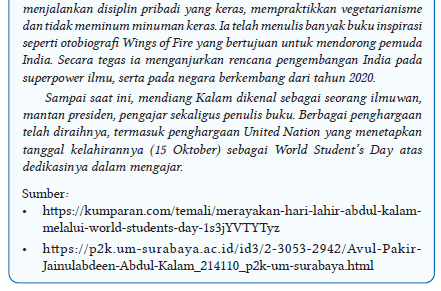 menjalankan disiplin pribadi yang keras, mempraktikkan vegetarianisme
dan tidak meminum minuman keras. Ia telah menulis banyak buku inspirasi
seperti otobiografi Wings of Fire yang bertujuan untuk mendorong pemuda
India. Secara tegas ia menganjurkan rencana pengembangan India pada
superpower ilmu, serta pada negara berkembang dari tahun 2020.
Sampai saat ini, mendiang Kalam dikenal sebagai seorang ilmuwan,
mantan presiden, pengajar sekaligus penulis buku. Berbagai penghargaan
telah diraihnya, termasuk penghargaan United Nation yang menetapkan
tanggal kelahirannya (15 Oktober) sebagai World Student's Day atas
dedikasinya dalam mengajar.
Sumber:
• https://kumparan.com/temali/merayakan-hari-lahir-abdul-kalam-
melalui-world-students-day-1s3jYVTYTyz
• https://p2k.um-surabaya.ac.id/id3/2-3053-2942/Avul-Pakir-
Jainulabdeen-Abdul-Kalam_214110_p2k-um-surabaya.html